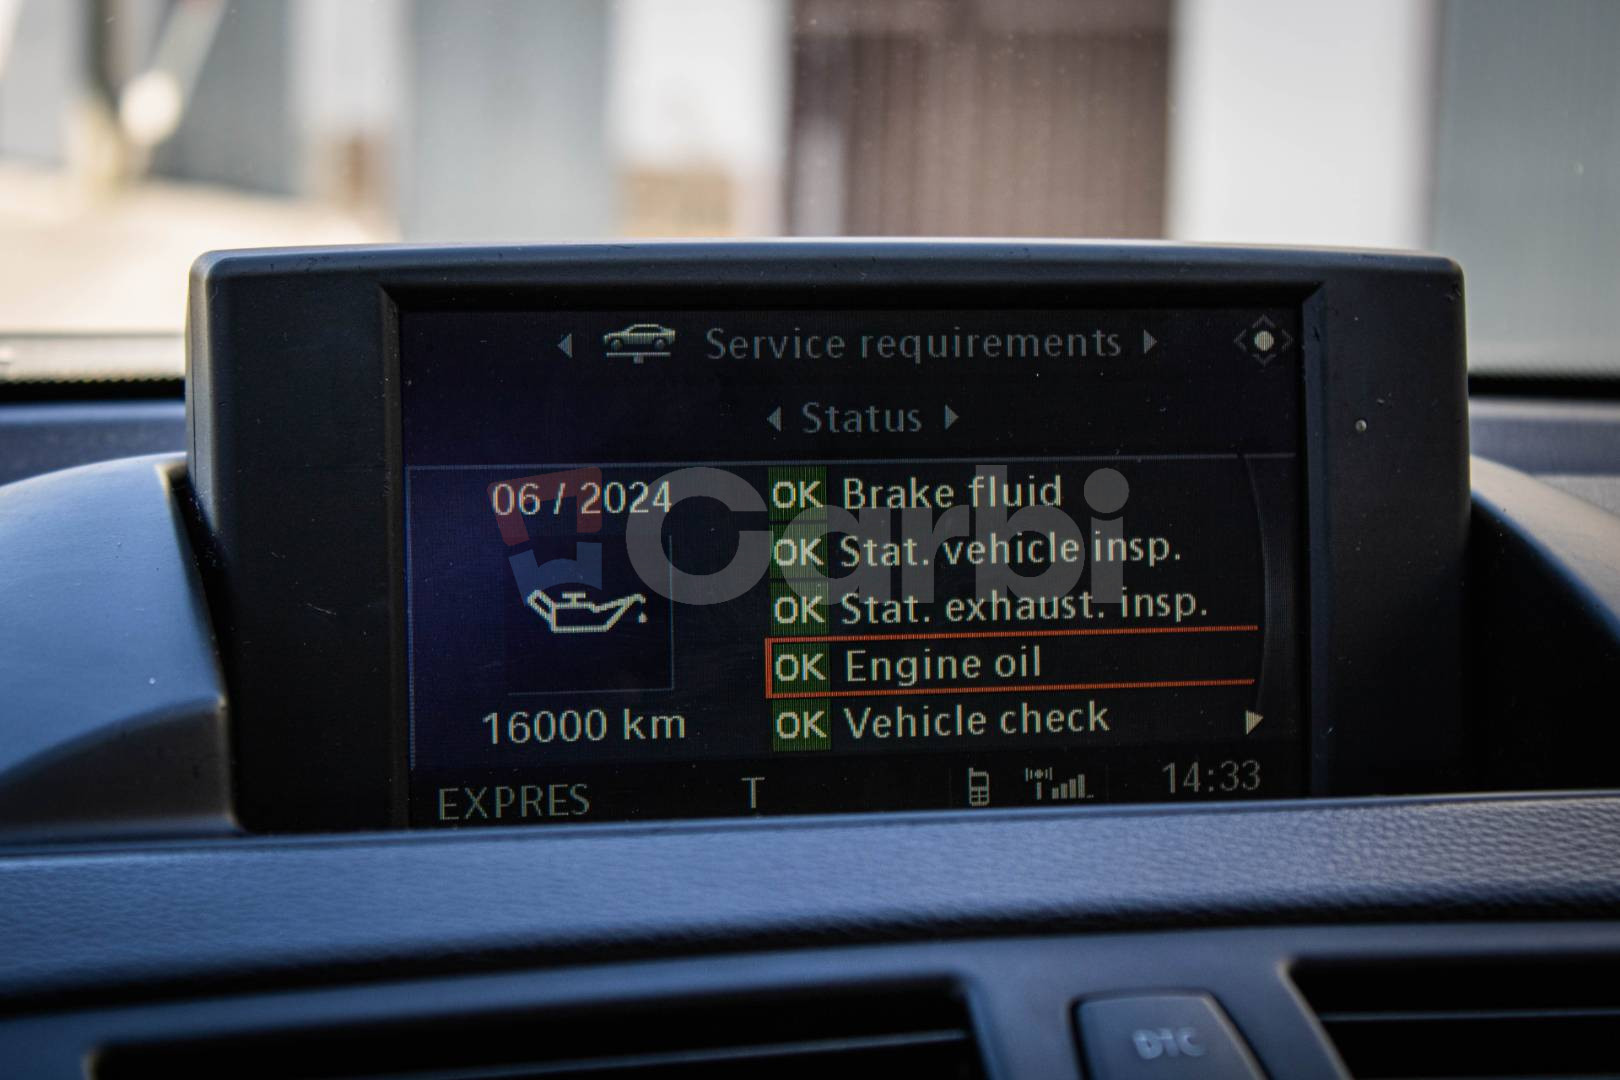 Service requirements
Status
06 / 2024
OK Brake fluid
OK Stat. vehicle insp.
OK Stat. exhaust. insp.
OK Engine oil
16000 km
OK Vehicle check
EXPRES T 14:33
Carbi
DTC